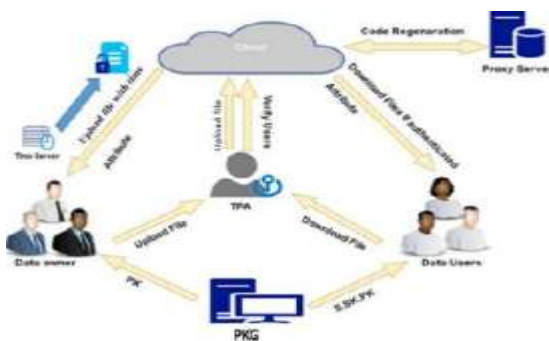 Cloud
Code Regenaration
Proxy Server
Upload file with time
Attribute
Upload file
Verify Users
Download Files if authenticated
Attribute
Time Server
TPA
Data owner
Upload File
Download File
Data Users
PK
S.SK.PK
PKG